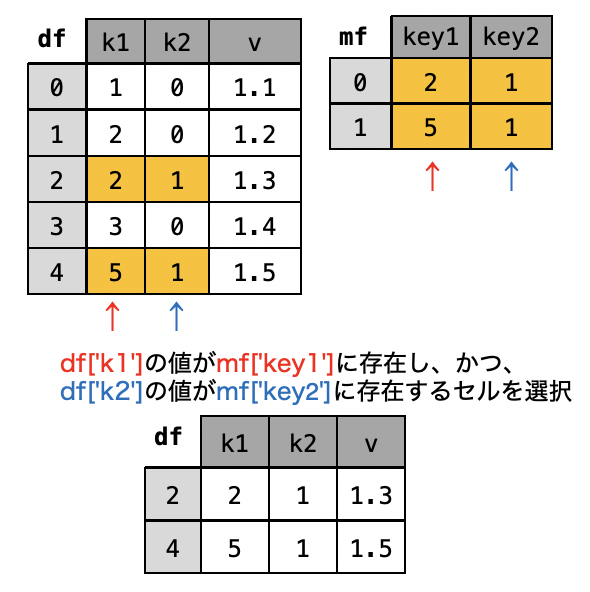 df k1 k2 v
0 1 0 1.1
1 2 0 1.2
2 2 1 1.3
3 3 0 1.4
4 5 1 1.5
mf key1 key2
0 2 1
1 5 1
df['k1']の値がmf['key1']に存在し、かつ、
df['k2']の値がmf['key2']に存在するセルを選択
df k1 k2 v
2 2 1 1.3
4 5 1 1.5